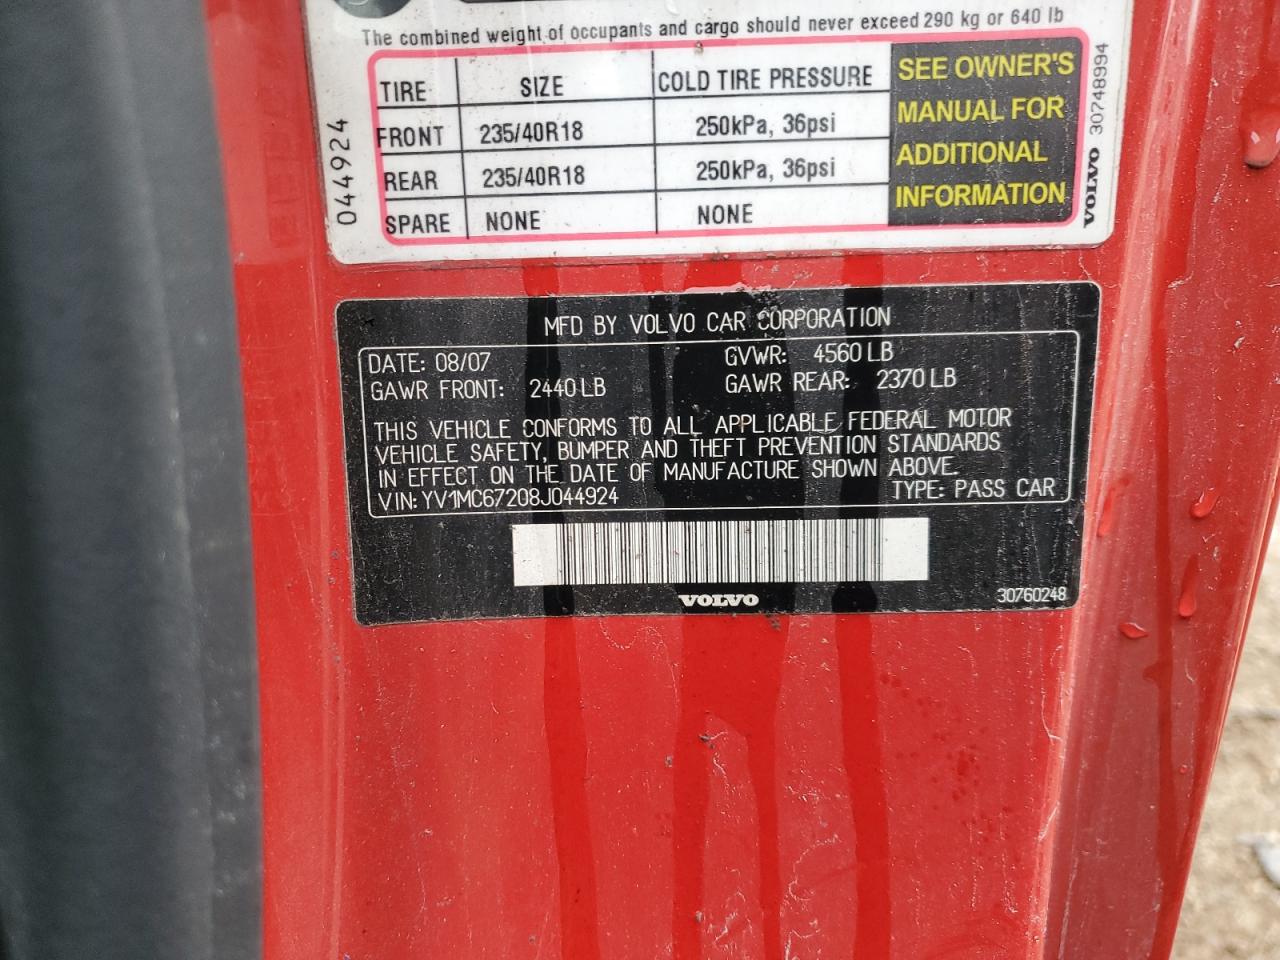 The combined weight of occupants and cargo should never exceed 290 kg or 640 lb
TIRE SIZE COLD TIRE PRESSURE
FRONT 235/40R18 250kPa, 36psi
REAR 235/40R18 250kPa, 36psi
SPARE NONE NONE
SEE OWNER'S
MANUAL FOR
ADDITIONAL
INFORMATION
044924
VOLVO 30748994
MFD BY VOLVO CAR CORPORATION
DATE: 08/07 GVWR: 4560 LB
GAWR FRONT: 2440 LB GAWR REAR: 2370 LB
THIS VEHICLE CONFORMS TO ALL APPLICABLE FEDERAL MOTOR
VEHICLE SAFETY, BUMPER AND THEFT PREVENTION STANDARDS
IN EFFECT ON THE DATE OF MANUFACTURE SHOWN ABOVE.
VIN: YV1MC67208J044924 TYPE: PASS CAR
VOLVO
30760248